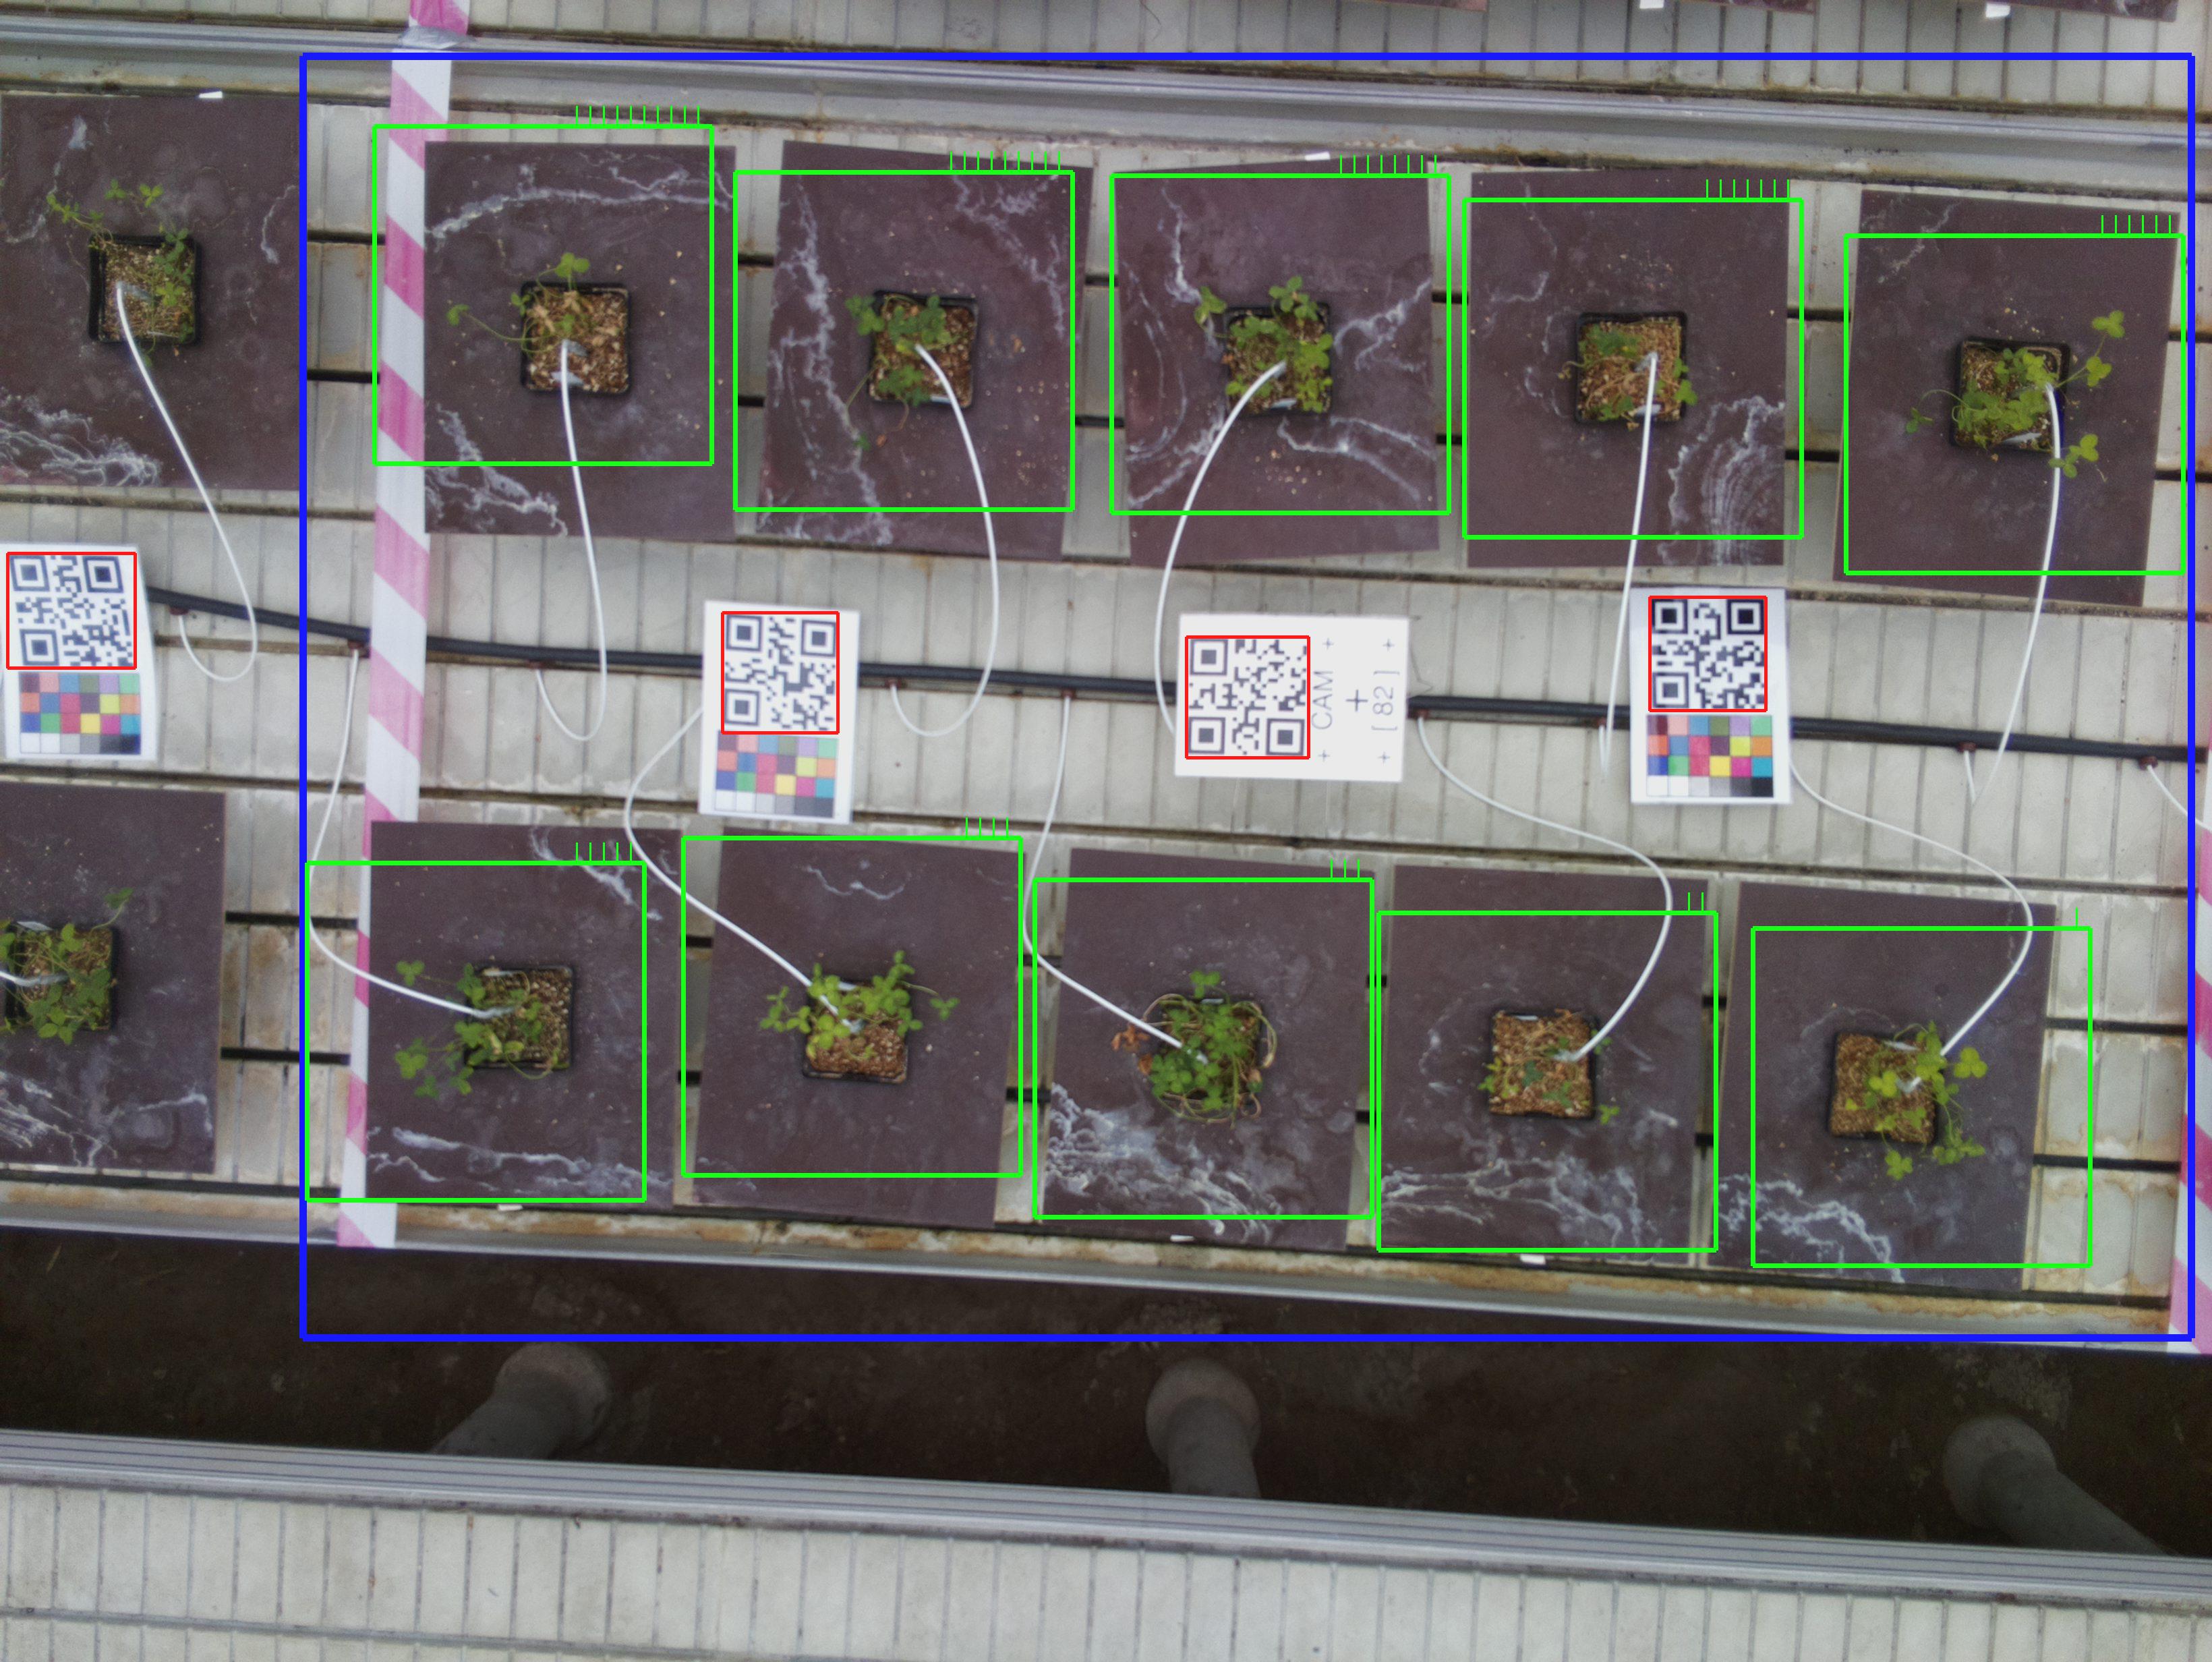 + CAM +
+
+ [82] +